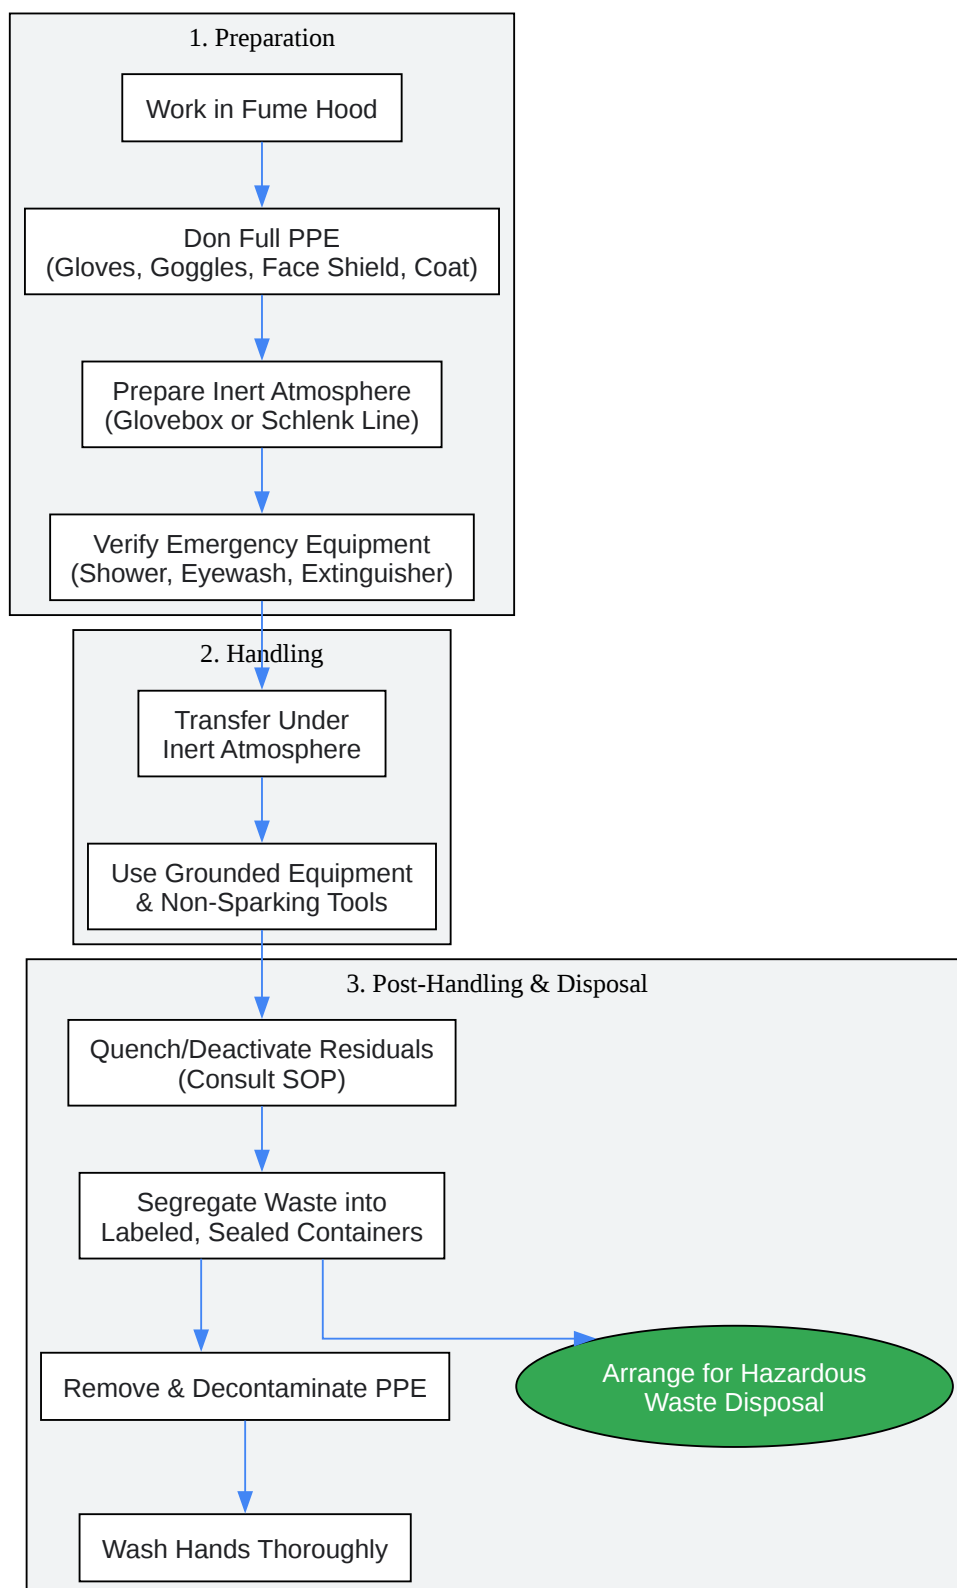 1. Preparation
Work in Fume Hood
Don Full PPE
(Gloves, Goggles, Face Shield, Coat)
Prepare Inert Atmosphere
(Glovebox or Schlenk Line)
Verify Emergency Equipment
(Shower, Eyewash, Extinguisher)
2. Handling
Transfer Under
Inert Atmosphere
Use Grounded Equipment
& Non-Sparking Tools
3. Post-Handling & Disposal
Quench/Deactivate Residuals
(Consult SOP)
Segregate Waste into
Labeled, Sealed Containers
Remove & Decontaminate PPE
Arrange for Hazardous
Waste Disposal
Wash Hands Thoroughly